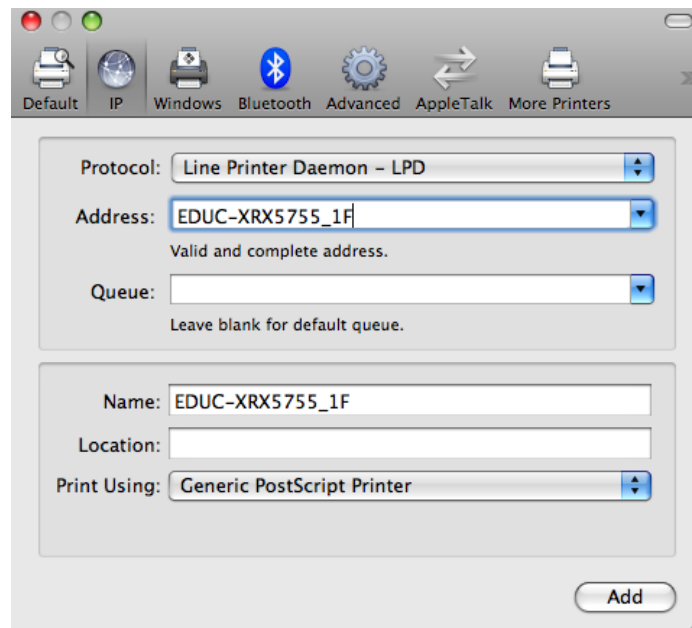 Default IP Windows Bluetooth Advanced AppleTalk More Printers
Protocol: Line Printer Daemon – LPD
Address: EDUC-XRX5755_1F
Valid and complete address.
Queue:
Leave blank for default queue.
Name: EDUC-XRX5755_1F
Location:
Print Using: Generic PostScript Printer
Add